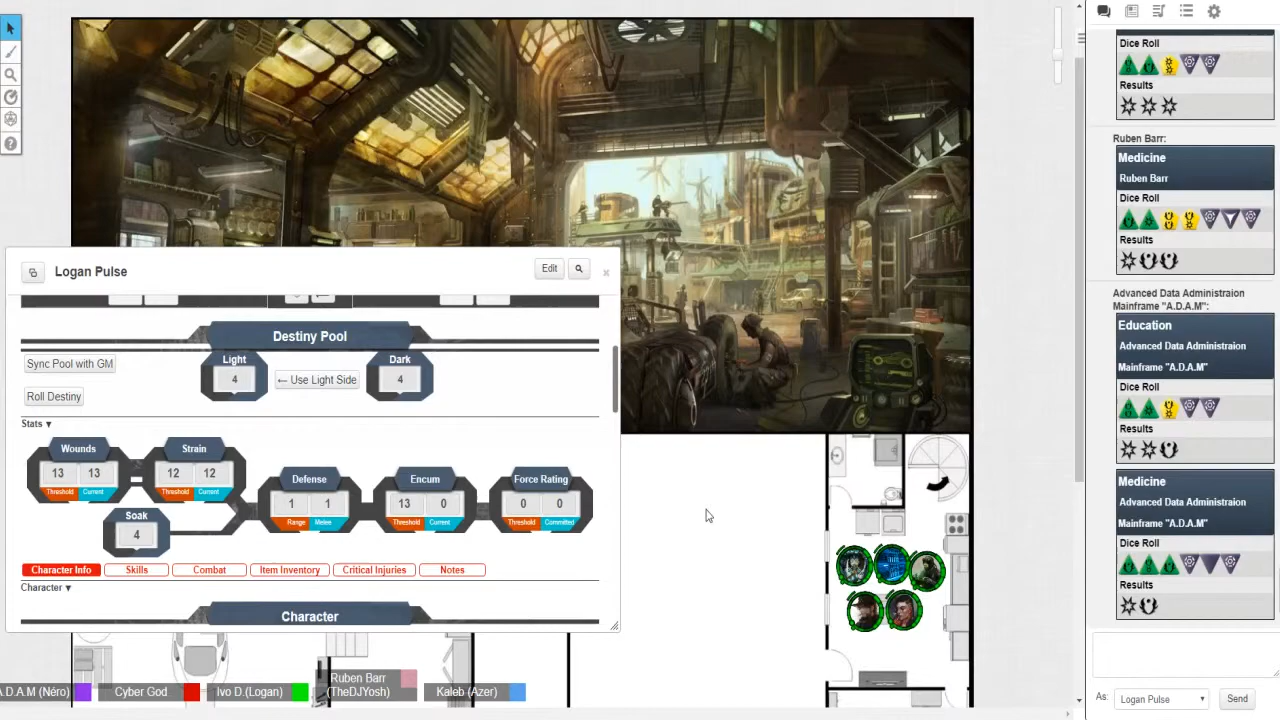 Logan Pulse
Edit
Destiny Pool
Sync Pool with GM
Light
Dark
4
← Use Light Side
4
Roll Destiny
Stats ▼
Wounds
Strain
13 13
12 12
Threshold Current
Threshold Current
Defense
Encum
Force Rating
1 1
13 0
0 0
Range Melee
Threshold Current
Threshold Committed
Soak
4
Character Info
Skills
Combat
Item Inventory
Critical Injuries
Notes
Character ▼
Character
A.D.A.M (Néro)
Cyber God
Ivo D.(Logan)
Ruben Barr
(TheDJYosh)
Kaleb (Azer)
Dice Roll
Results
Ruben Barr:
Medicine
Ruben Barr
Dice Roll
Results
Advanced Data Administraion
Mainframe "A.D.A.M":
Education
Advanced Data Administraion
Mainframe "A.D.A.M"
Dice Roll
Results
Medicine
Advanced Data Administraion
Mainframe "A.D.A.M"
Dice Roll
Results
As:
Logan Pulse
Send